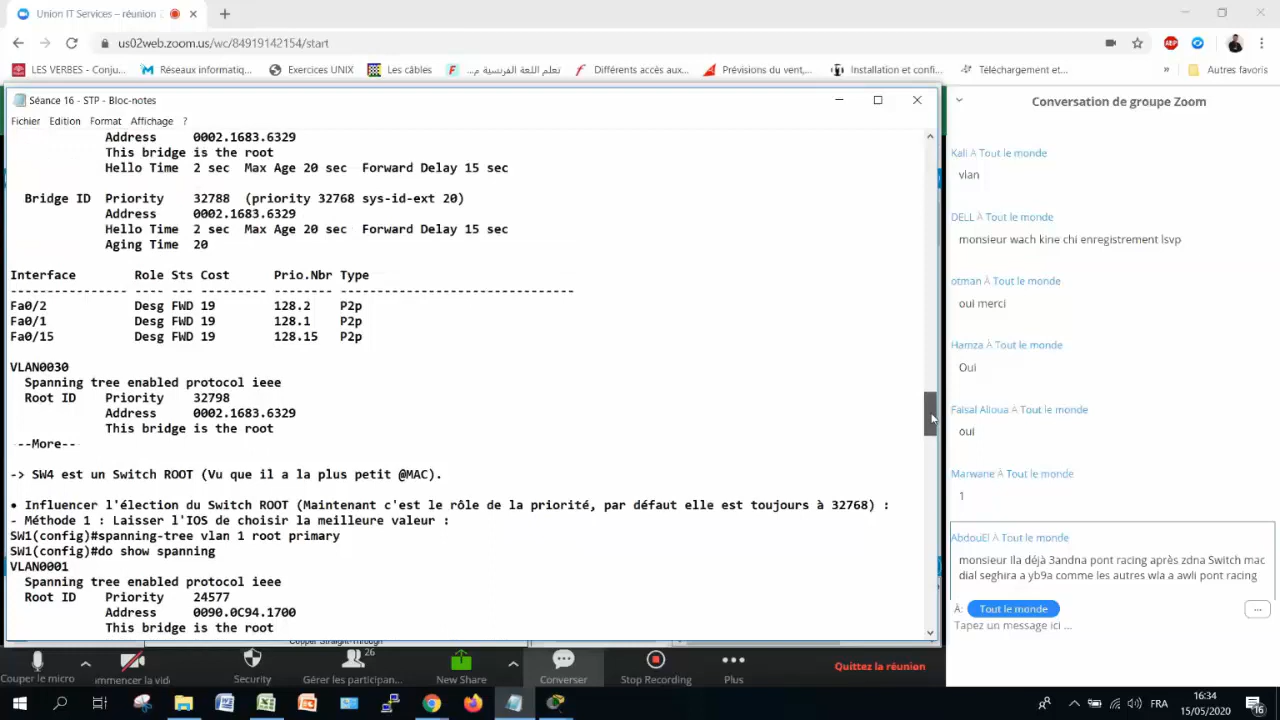 Union IT Services – réunion
us02web.zoom.us/wc/84919142154/start
ABP
LES VERBES - Conju...
Réseaux informatiq...
Exercices UNIX
Les câbles
تعلم اللغة الفرنسية م...
Différents accès aux...
Prévisions du vent,...
Installation et confi...
Téléchargement et...
»
Autres favoris
Séance 16 - STP - Bloc-notes
Fichier Edition Format Affichage ?
Address 0002.1683.6329
This bridge is the root
Hello Time 2 sec Max Age 20 sec Forward Delay 15 sec
Bridge ID Priority 32788 (priority 32768 sys-id-ext 20)
Address 0002.1683.6329
Hello Time 2 sec Max Age 20 sec Forward Delay 15 sec
Aging Time 20
Interface Role Sts Cost Prio.Nbr Type
---------------- ---- --- --------- -------- --------------------------------
Fa0/2 Desg FWD 19 128.2 P2p
Fa0/1 Desg FWD 19 128.1 P2p
Fa0/15 Desg FWD 19 128.15 P2p
VLAN0030
Spanning tree enabled protocol ieee
Root ID Priority 32798
Address 0002.1683.6329
This bridge is the root
--More--
-> SW4 est un Switch ROOT (Vu que il a la plus petit @MAC).
• Influencer l'élection du Switch ROOT (Maintenant c'est le rôle de la priorité, par défaut elle est toujours à 32768) :
- Méthode 1 : Laisser l'IOS de choisir la meilleure valeur :
SW1(config)#spanning-tree vlan 1 root primary
SW1(config)#do show spanning
VLAN0001
Spanning tree enabled protocol ieee
Root ID Priority 24577
Address 0090.0C94.1700
This bridge is the root
Copper Straight-Through
Conversation de groupe Zoom
Kali À Tout le monde
vlan
DELL À Tout le monde
monsieur wach kine chi enregistrement lsvp
otman À Tout le monde
oui merci
Hamza À Tout le monde
Oui
Faisal Alioua À Tout le monde
oui
Marwane À Tout le monde
1
AbdouEl À Tout le monde
monsieur Ila déjà 3andna pont racing après zdna Switch mac
dial seghira a yb9a comme les autres wla a awli pont racing
À: Tout le monde
...
Tapez un message ici ...
Couper le micro
mmencer la vid
Security
26
Gérer les participan...
New Share
Converser
Stop Recording
Plus
Quittez la réunion
FRA
16:34
15/05/2020
16